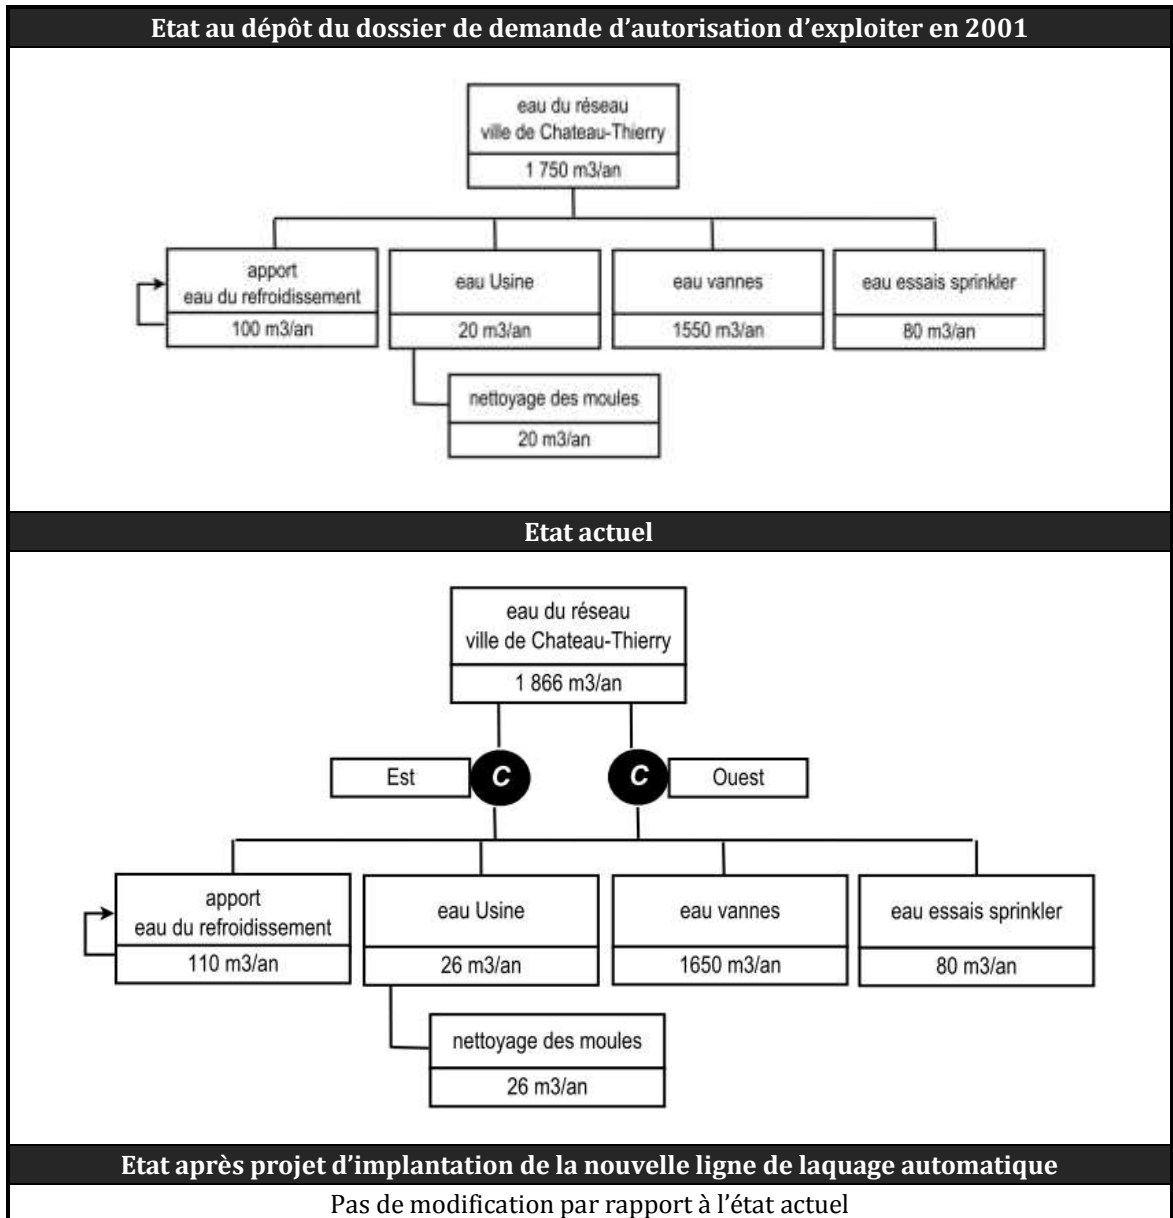 Etat au dépôt du dossier de demande d’autorisation d’exploiter en 2001
eau du réseau
ville de Chateau-Thierry
1 750 m3/an
apport
eau du refroidissement
100 m3/an
eau Usine
20 m3/an
eau vannes
1550 m3/an
eau essais sprinkler
80 m3/an
nettoyage des moules
20 m3/an
Etat actuel
eau du réseau
ville de Chateau-Thierry
1 866 m3/an
Est
C
C
Ouest
apport
eau du refroidissement
110 m3/an
eau Usine
26 m3/an
eau vannes
1650 m3/an
eau essais sprinkler
80 m3/an
nettoyage des moules
26 m3/an
Etat après projet d’implantation de la nouvelle ligne de laquage automatique
Pas de modification par rapport à l’état actuel